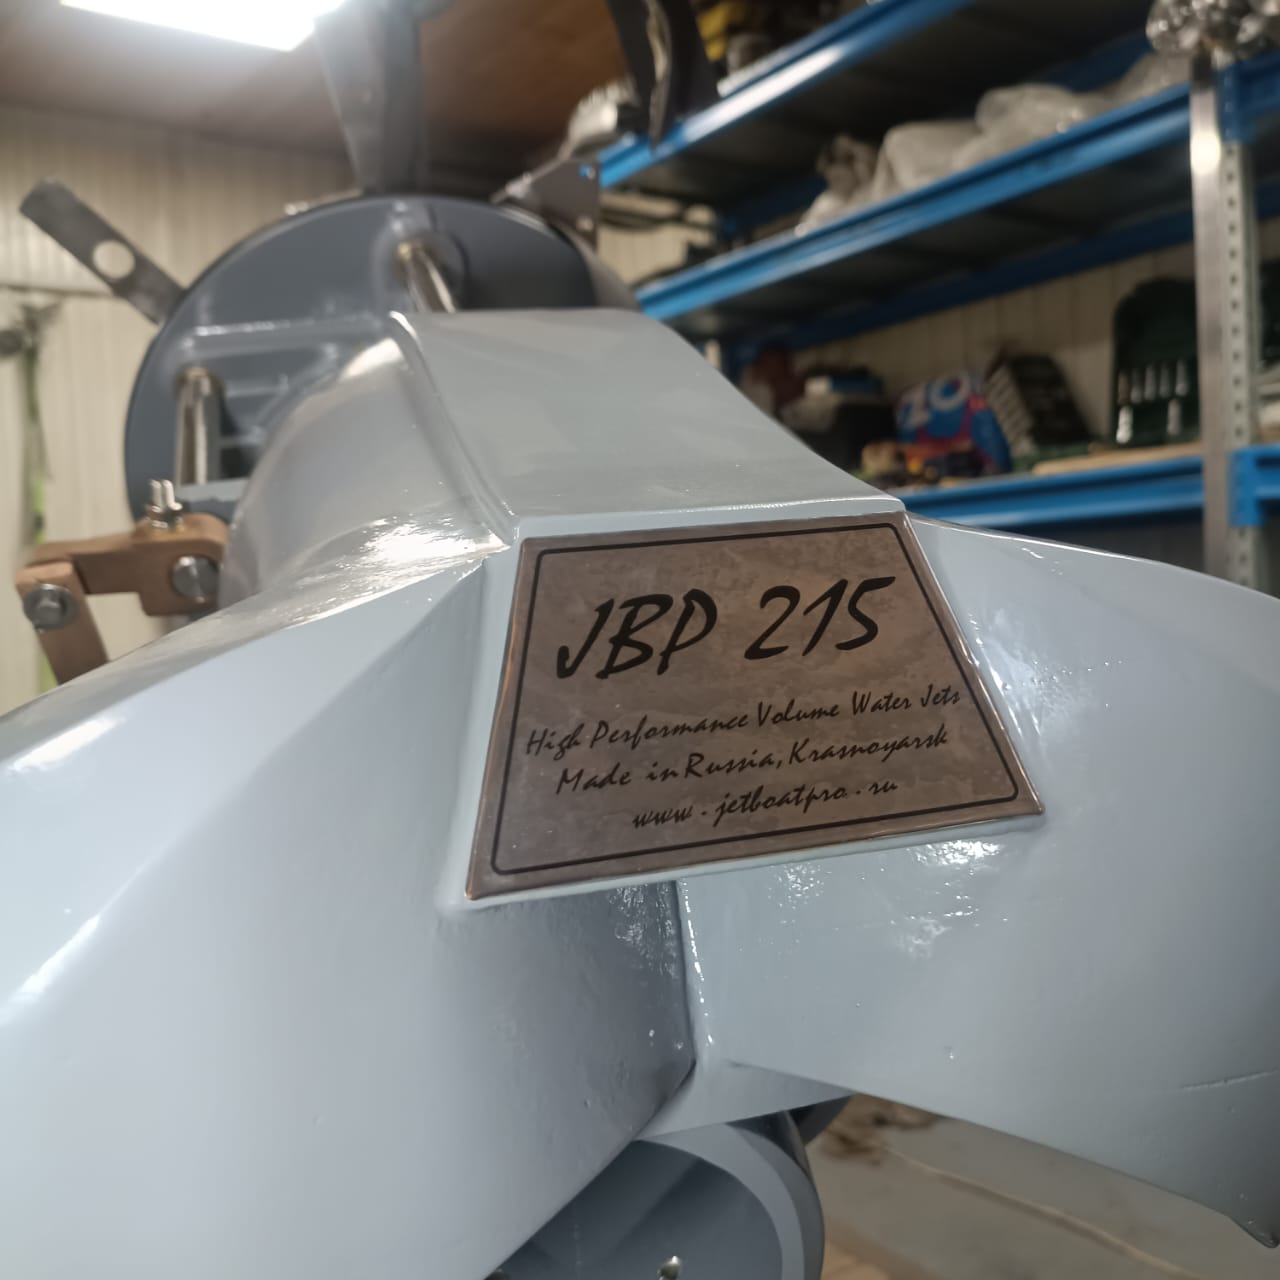 JBP 215
High Performance Volume Water Jets
Made in Russia, Krasnoyarsk
www.jetboatpro.ru